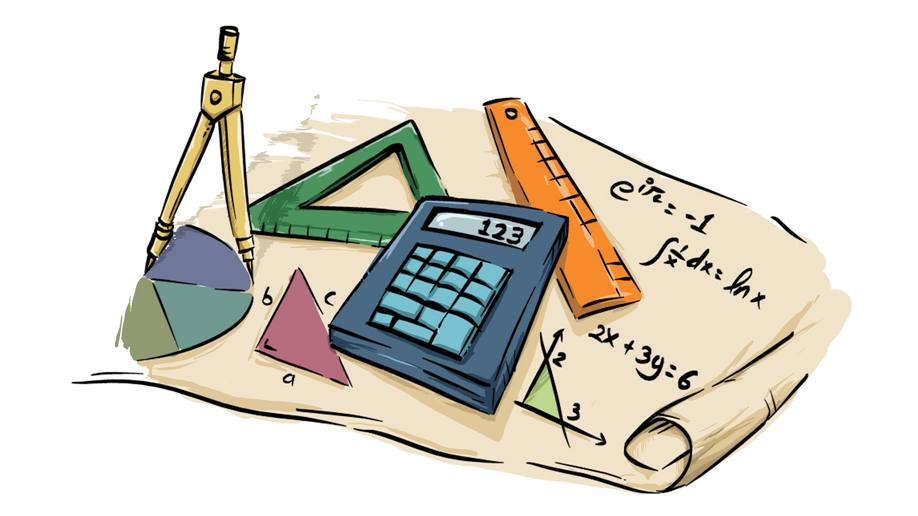 123
e^{iπ} = -1
∫ 1/x dx = ln x
b
c
a
2x + 3y = 6
2
3